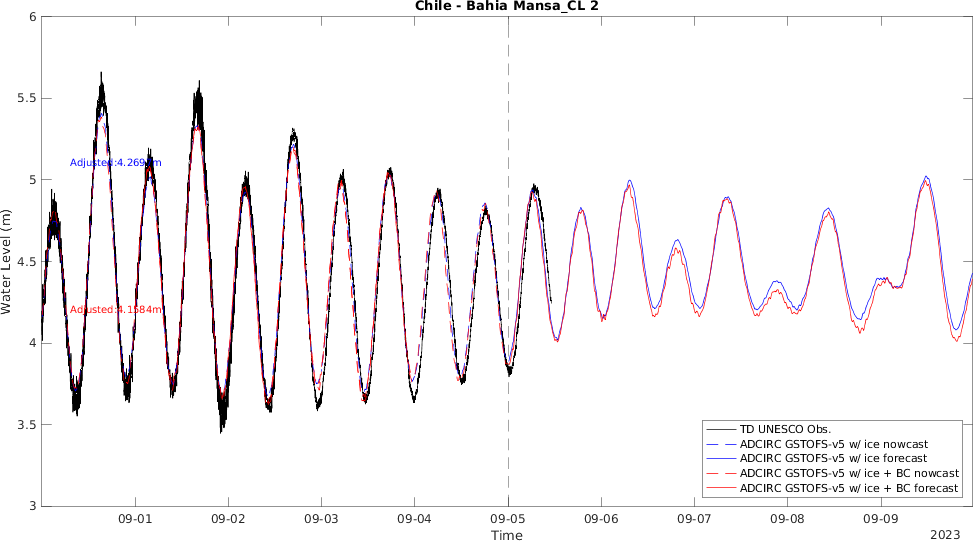 Chile - Bahia Mansa_CL 2
6
5.5
5
4.5
4
3.5
3
Water Level (m)
Adjusted:4.269 m
Adjusted:4.1584m
TD UNESCO Obs.
ADCIRC GSTOFS-v5 w/ ice nowcast
ADCIRC GSTOFS-v5 w/ ice forecast
ADCIRC GSTOFS-v5 w/ ice + BC nowcast
ADCIRC GSTOFS-v5 w/ ice + BC forecast
09-01 09-02 09-03 09-04 09-05 09-06 09-07 09-08 09-09
Time
2023